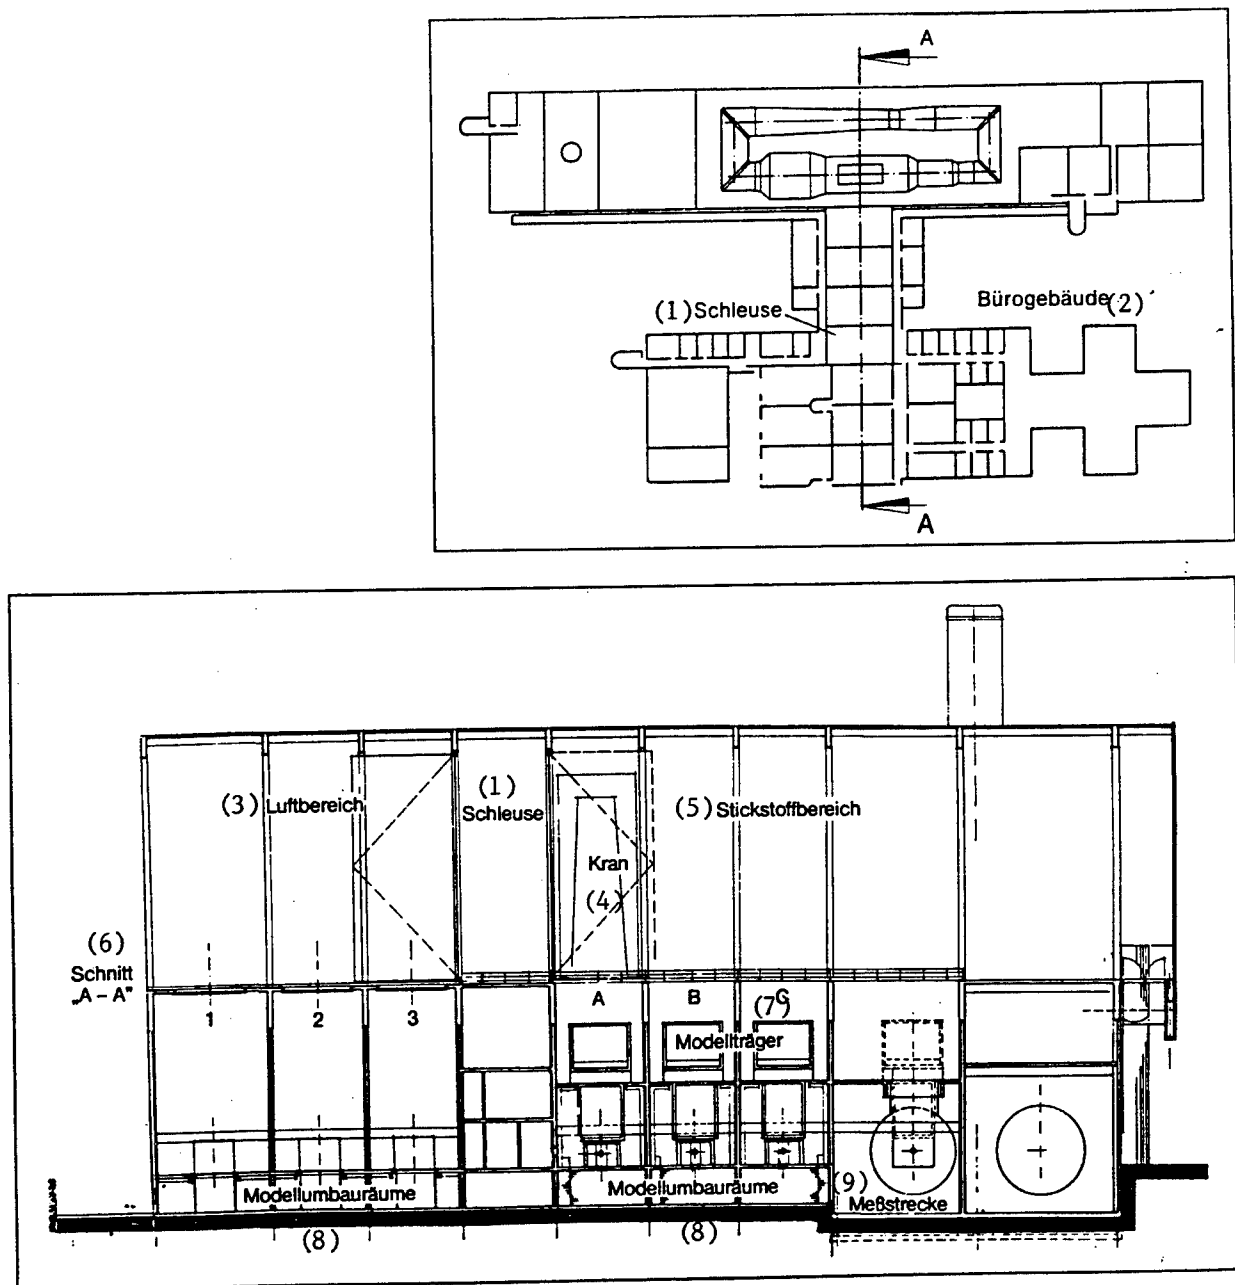 A
(1) Schleuse
Bürogebäude (2)
A
(3) Luftbereich
(1)
Schleuse
(5) Stickstoffbereich
Kran
(4)
(6)
Schnitt
„A – A"
1
2
3
A
B
C
(7)
Modellträger
Modellumbauräume
Modellumbauräume
(9)
Meßstrecke
(8)
(8)